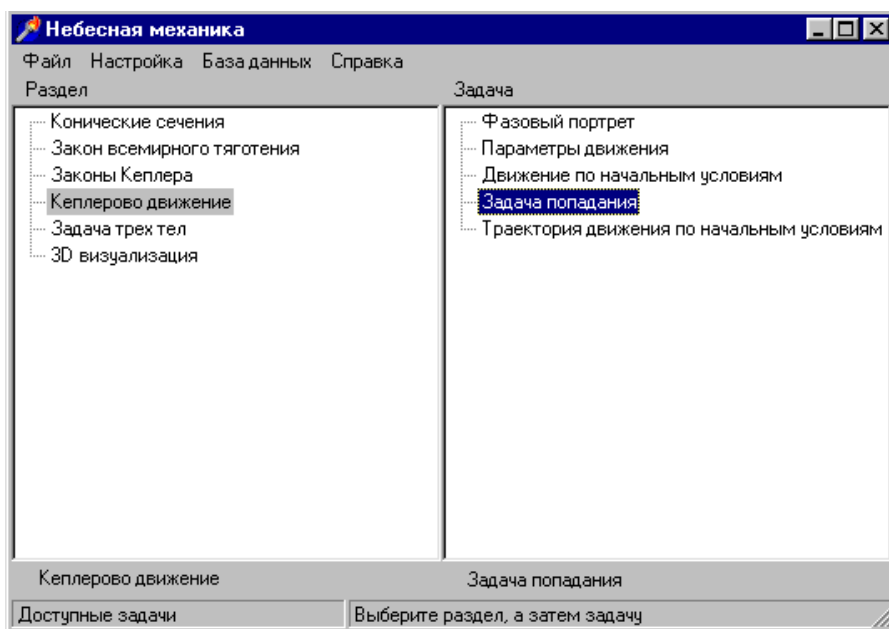 Небесная механика
Файл Настройка База данных Справка
Раздел
Конические сечения
Закон всемирного тяготения
Законы Кеплера
Кеплерово движение
Задача трех тел
3D визуализация
Задача
Фазовый портрет
Параметры движения
Движение по начальным условиям
Задача попадания
Траектория движения по начальным условиям
Кеплерово движение
Задача попадания
Доступные задачи
Выберите раздел, а затем задачу